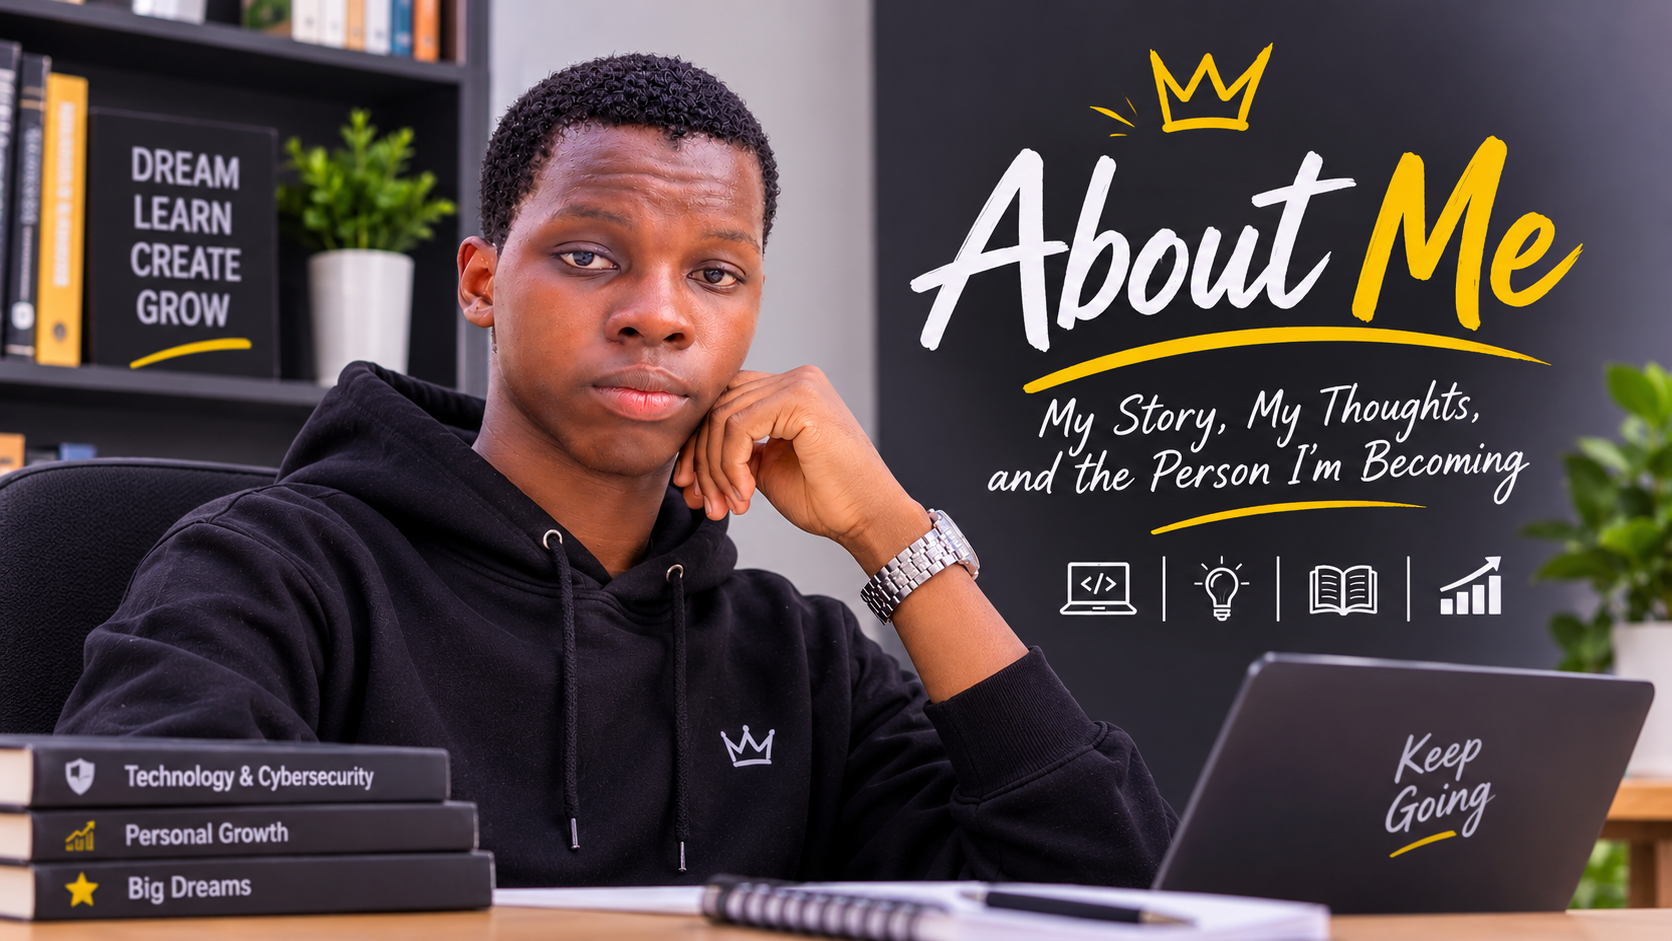 DREAM
LEARN
CREATE
GROW
About Me
My Story, My Thoughts,
and the Person I'm Becoming
</>
Technology & Cybersecurity
Personal Growth
Big Dreams
Keep
Going